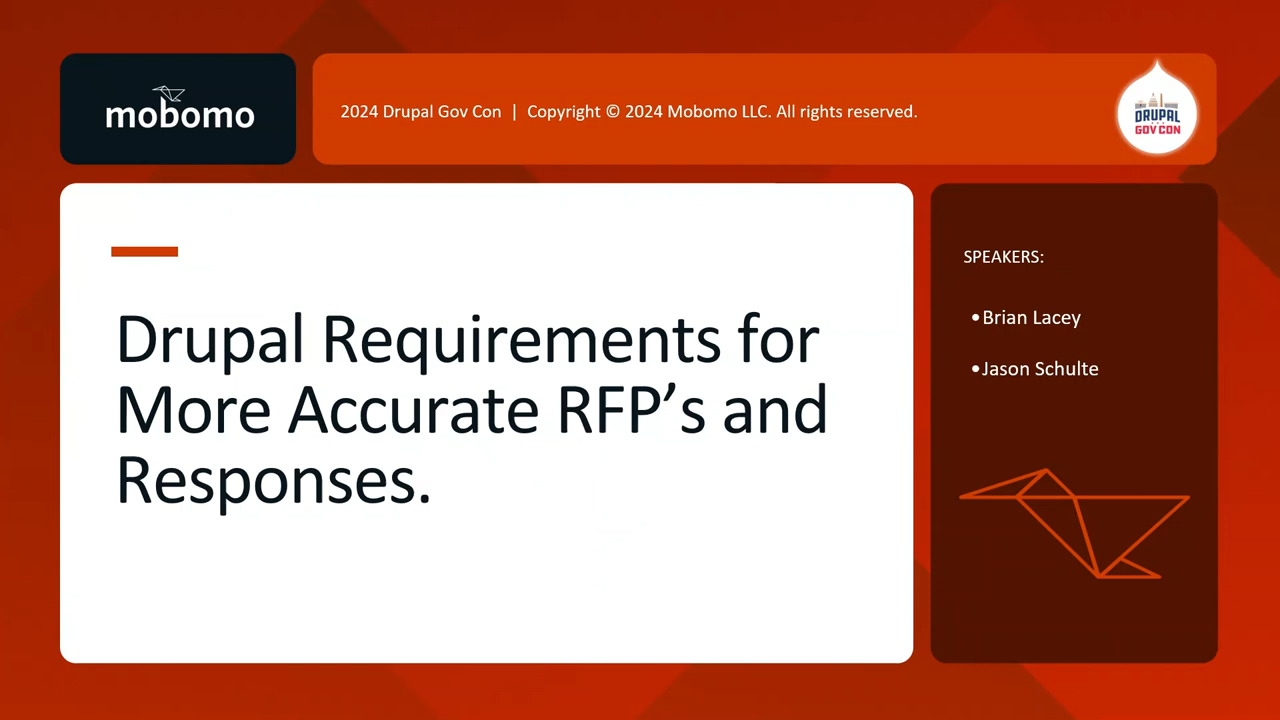 mobomo
2024 Drupal Gov Con | Copyright © 2024 Mobomo LLC. All rights reserved.
DRUPAL
GOV CON
Drupal Requirements for
More Accurate RFP’s and
Responses.
SPEAKERS:
•Brian Lacey
•Jason Schulte